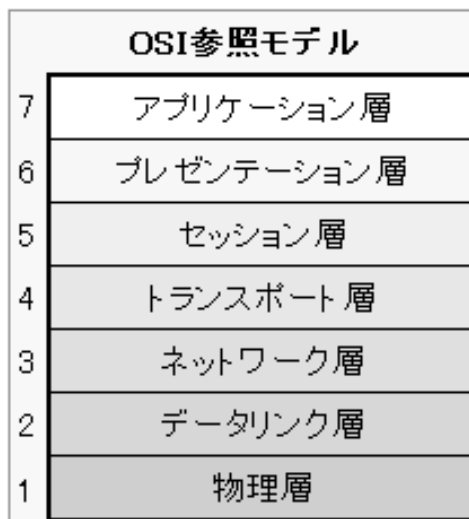 OSI参照モデル
7 アプリケーション層
6 プレゼンテーション層
5 セッション層
4 トランスポート層
3 ネットワーク層
2 データリンク層
1 物理層